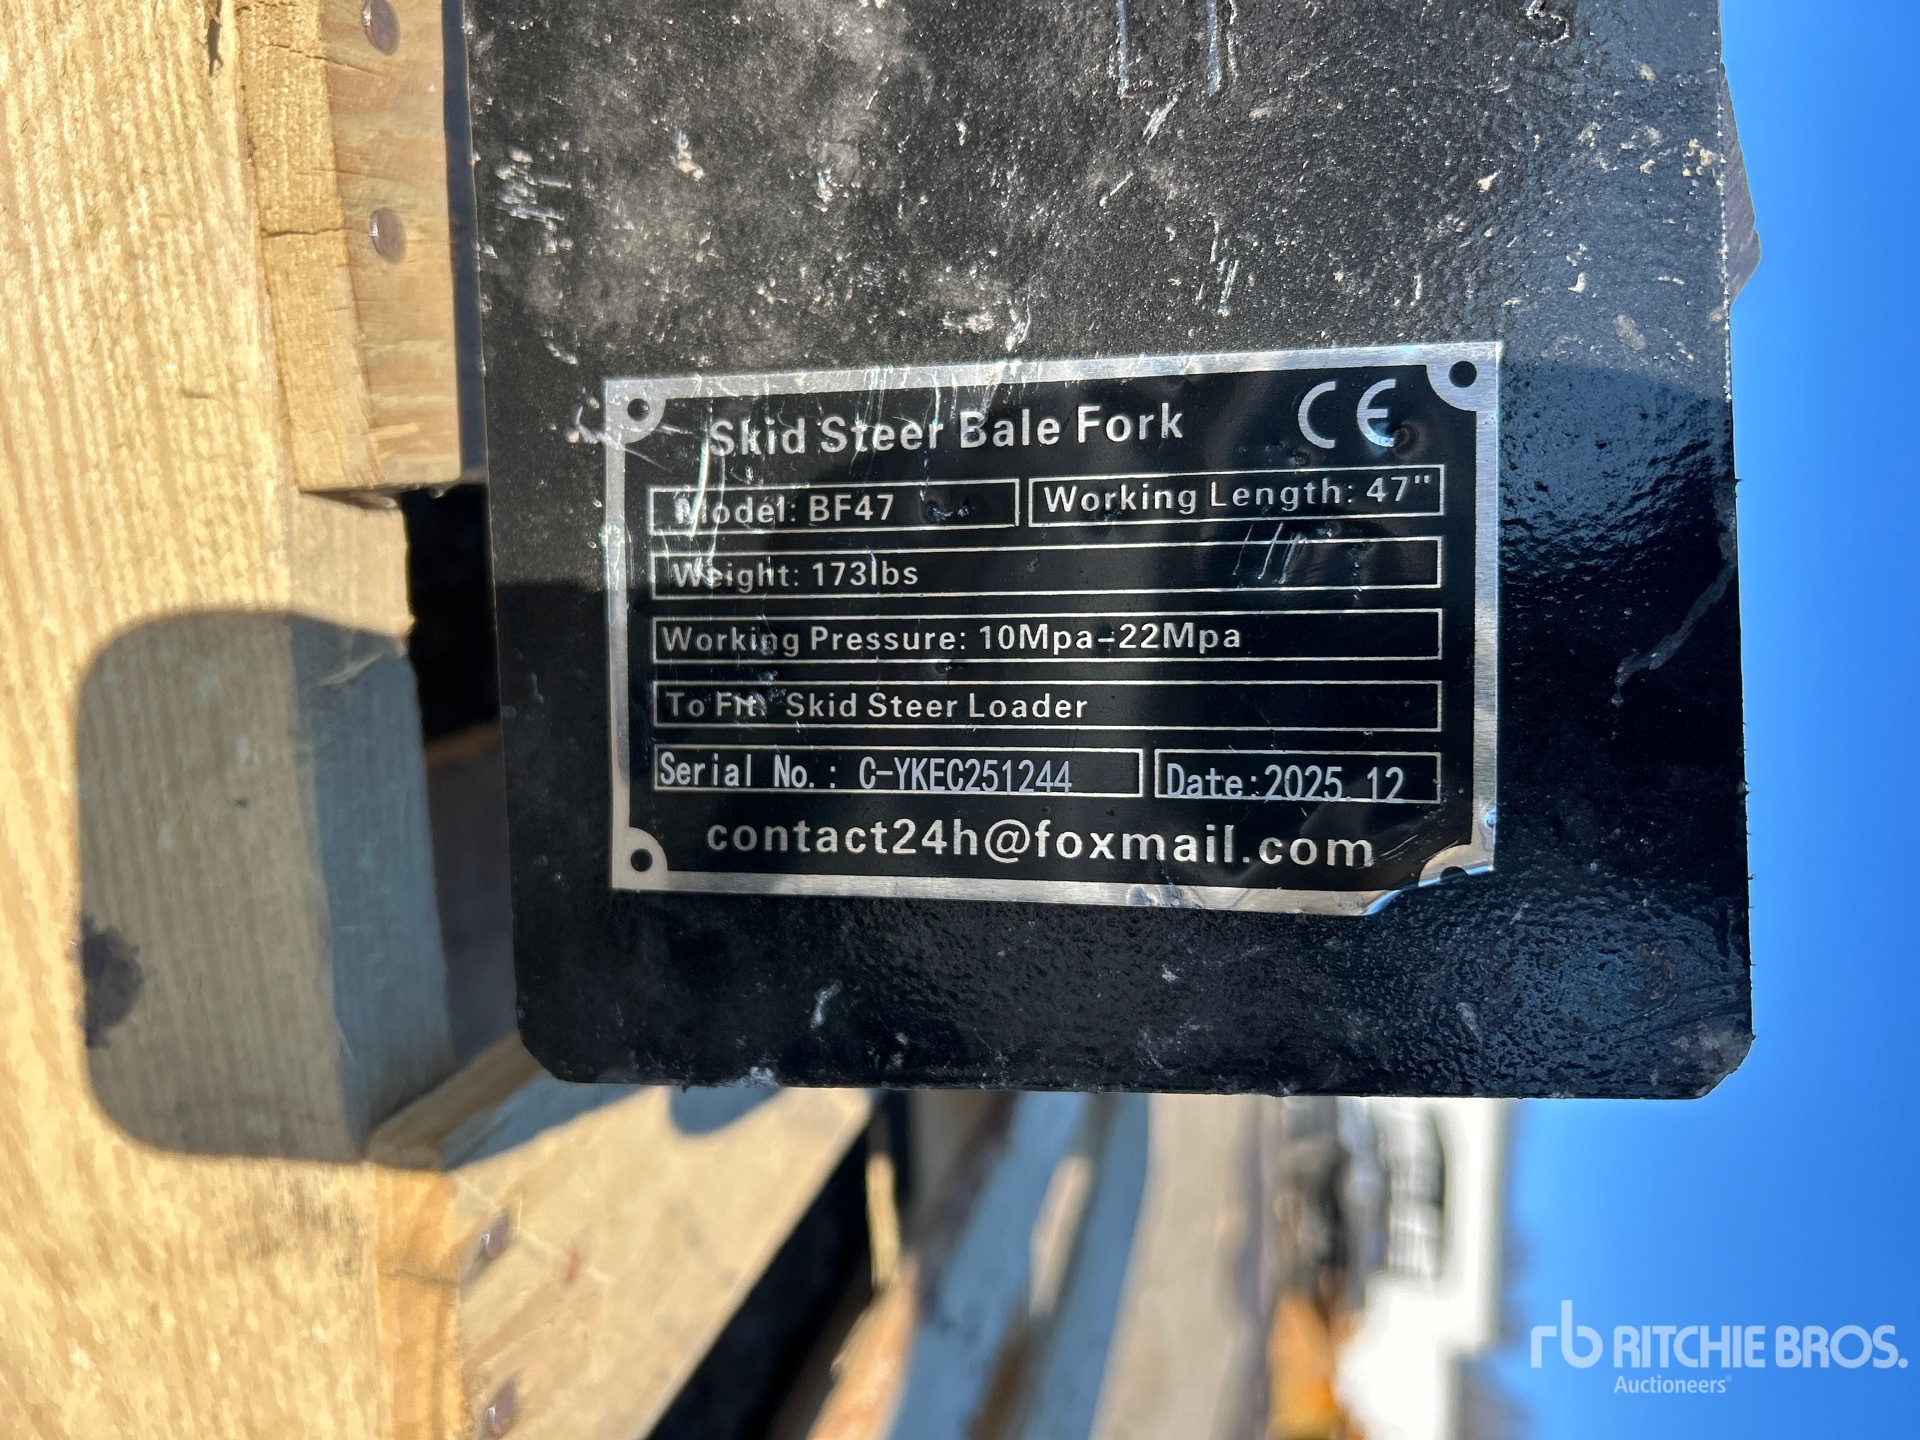 Skid Steer Bale Fork CE
Model: BF47 Working Length: 47"
Weight: 173lbs
Working Pressure: 10Mpa-22Mpa
To Fit: Skid Steer Loader
Serial No.: C-YKEC251244 Date:2025.12
contact24h@foxmail.com
rb RITCHIE BROS.
Auctioneers